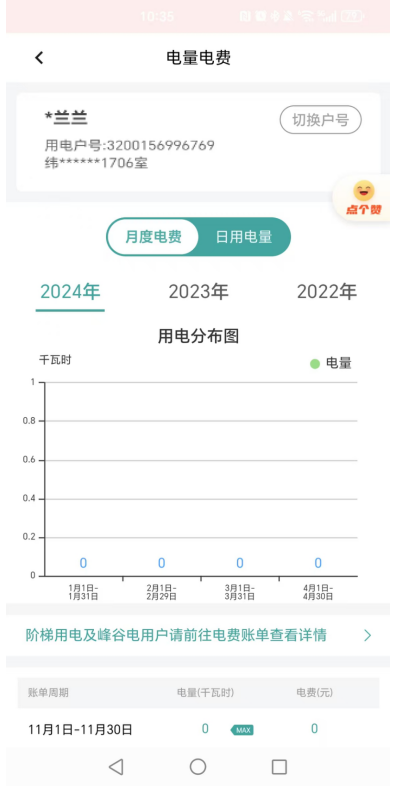 10:35
电量电费
*兰兰
切换户号
用电户号:3200156996769
纬******1706室
点个赞
月度电费 日用电量
2024年 2023年 2022年
用电分布图
千瓦时
电量
1
0.8
0.6
0.4
0.2
0
0 0 0 0
1月1日- 2月1日- 3月1日- 4月1日-
1月31日 2月29日 3月31日 4月30日
阶梯用电及峰谷电用户请前往电费账单查看详情
账单周期 电量(千瓦时) 电费(元)
11月1日-11月30日 0 MAX 0